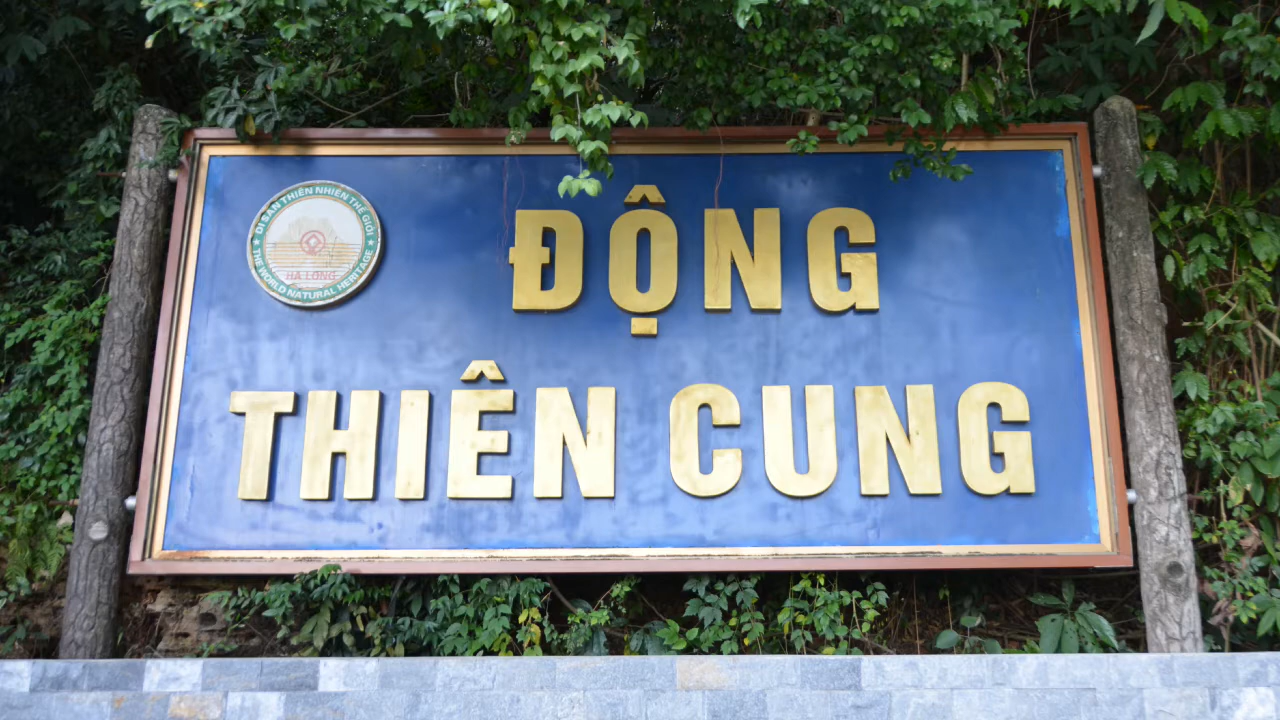 DI SẢN THIÊN NHIÊN THẾ GIỚI
HẠ LONG
THE WORLD NATURAL HERITAGE
ĐỘNG
THIÊN CUNG